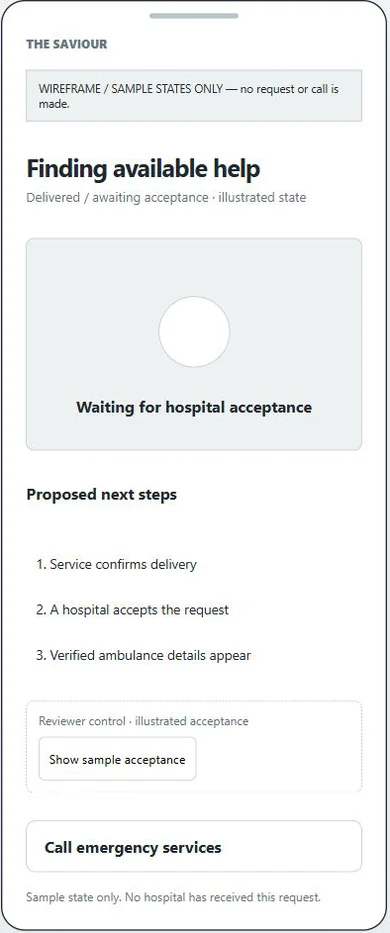 THE SAVIOUR
WIREFRAME / SAMPLE STATES ONLY — no request or call is
made.
Finding available help
Delivered / awaiting acceptance · illustrated state
Waiting for hospital acceptance
Proposed next steps
1. Service confirms delivery
2. A hospital accepts the request
3. Verified ambulance details appear
Reviewer control · illustrated acceptance
Show sample acceptance
Call emergency services
Sample state only. No hospital has received this request.